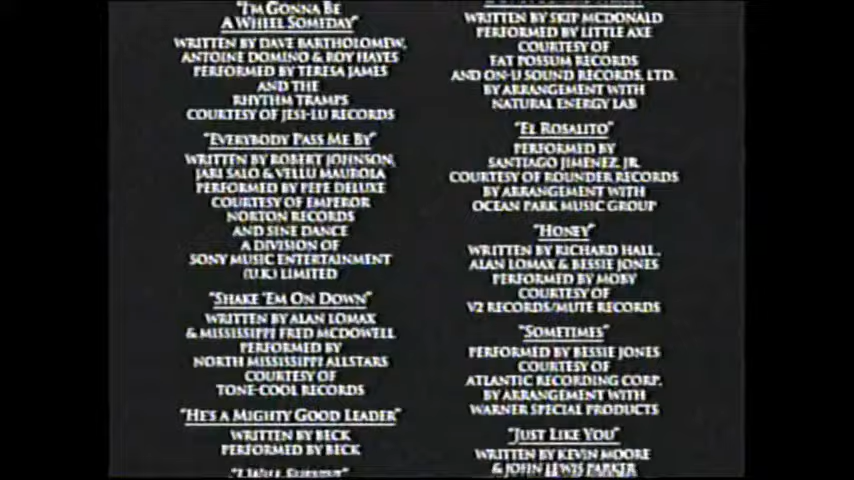 "I'm Gonna Be
A Wheel Someday"
WRITTEN BY DAVE BARTHOLOMEW,
ANTOINE DOMINO & ROY HAYES
PERFORMED BY TERESA JAMES
AND THE
RHYTHM TRAMPS
COURTESY OF JESI-LU RECORDS
"Everybody Pass Me By"
WRITTEN BY ROBERT JOHNSON,
JARI SALO & VELLU MAUROLA
PERFORMED BY PEPE DELUXE
COURTESY OF EMPEROR
NORTON RECORDS
AND SINE DANCE
A DIVISION OF
SONY MUSIC ENTERTAINMENT
(U.K.) LIMITED
"Shake 'Em On Down"
WRITTEN BY ALAN LOMAX
& MISSISSIPPI FRED MCDOWELL
PERFORMED BY
NORTH MISSISSIPPI ALLSTARS
COURTESY OF
TONE-COOL RECORDS
"He's a Mighty Good Leader"
WRITTEN BY BECK
PERFORMED BY BECK
WRITTEN BY SKIP MCDONALD
PERFORMED BY LITTLE AXE
COURTESY OF
FAT POSSUM RECORDS
AND ON-U SOUND RECORDS, LTD.
BY ARRANGEMENT WITH
NATURAL ENERGY LAB
"El Rosalito"
PERFORMED BY
SANTIAGO JIMENEZ, JR.
COURTESY OF ROUNDER RECORDS
BY ARRANGEMENT WITH
OCEAN PARK MUSIC GROUP
"Honey"
WRITTEN BY RICHARD HALL,
ALAN LOMAX & BESSIE JONES
PERFORMED BY MOBY
COURTESY OF
V2 RECORDS/MUTE RECORDS
"Sometimes"
PERFORMED BY BESSIE JONES
COURTESY OF
ATLANTIC RECORDING CORP.
BY ARRANGEMENT WITH
WARNER SPECIAL PRODUCTS
"Just Like You"
WRITTEN BY KEVIN MOORE
& JOHN LEWIS PARKER